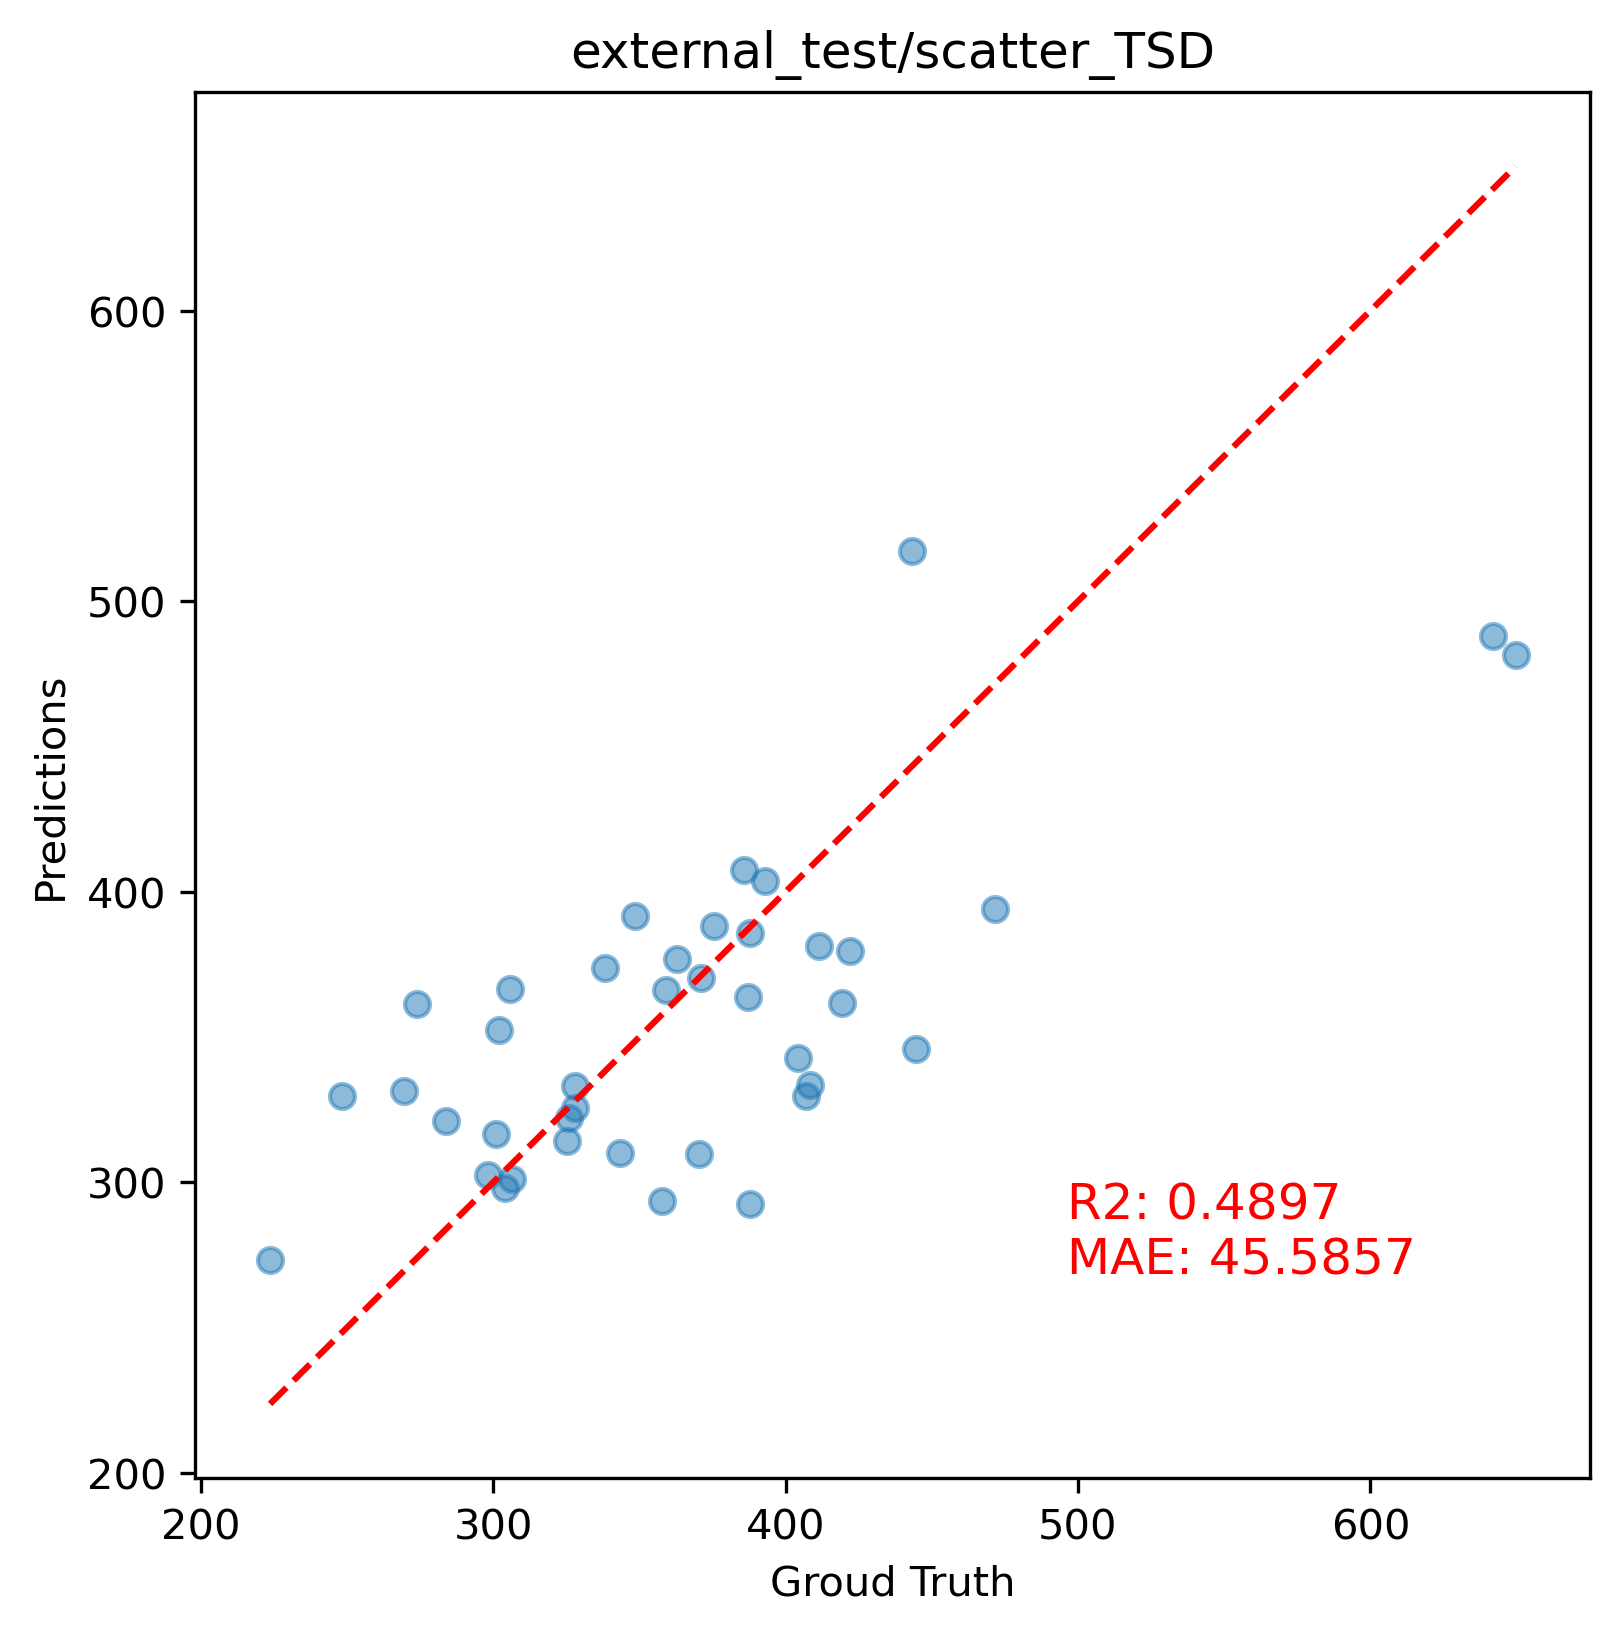 external_test/scatter_TSD
600
500
400
300
200
Predictions
R2: 0.4897
MAE: 45.5857
200 300 400 500 600
Groud Truth